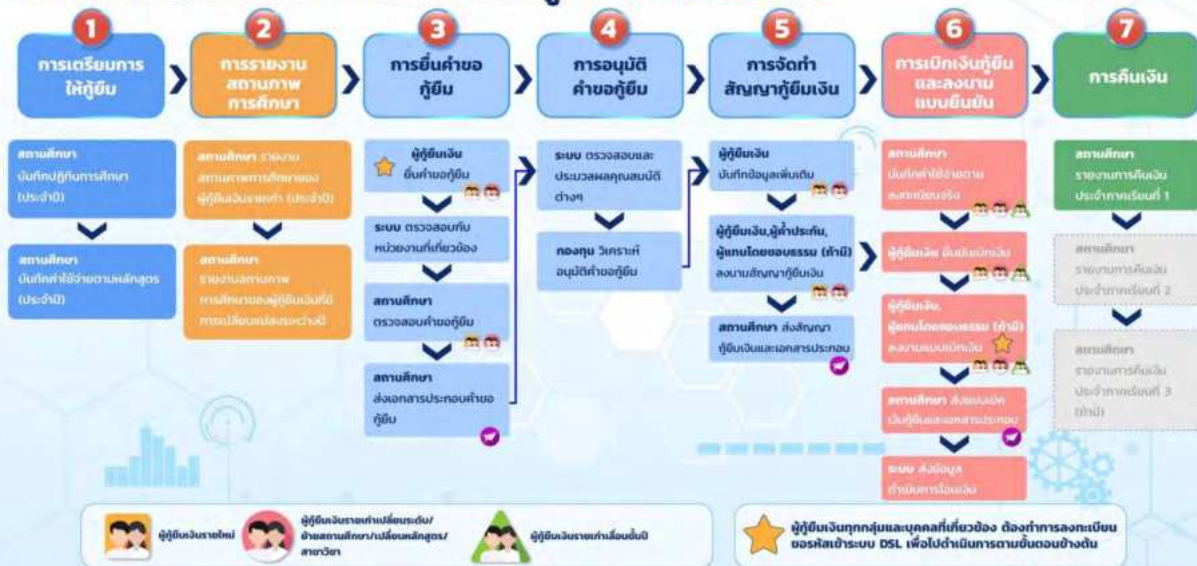 1
การเตรียมการ
ให้กู้ยืม
2
การรายงาน
สถานภาพ
การศึกษา
3
การยื่นคำขอ
กู้ยืม
4
การอนุมัติ
คำขอกู้ยืม
5
การจัดทำ
สัญญากู้ยืมเงิน
6
การเบิกเงินกู้ยืม
และลงนาม
แบบยืนยัน
7
การคืนเงิน
สถานศึกษา
บันทึกปฏิทินการศึกษา
(ประจำปี)
สถานศึกษา
บันทึกค่าใช้จ่ายตามหลักสูตร
(ประจำปี)
สถานศึกษา รายงาน
สถานภาพการศึกษาของ
ผู้กู้ยืมเงินรายเก่า (ประจำปี)
สถานศึกษา
รายงานสถานภาพ
การศึกษาของผู้กู้ยืมเงินที่มี
การเปลี่ยนแปลงระหว่างปี
ผู้กู้ยืมเงิน
ยื่นคำขอกู้ยืม
ระบบ ตรวจสอบกับ
หน่วยงานที่เกี่ยวข้อง
สถานศึกษา
ตรวจสอบคำขอกู้ยืม
สถานศึกษา
ส่งเอกสารประกอบคำขอ
กู้ยืม
ระบบ ตรวจสอบและ
ประมวลผลคุณสมบัติ
ต่างๆ
กองทุน วิเคราะห์
อนุมัติคำขอกู้ยืม
ผู้กู้ยืมเงิน
บันทึกข้อมูลเพิ่มเติม
ผู้กู้ยืมเงิน,ผู้ค้ำประกัน,
ผู้แทนโดยชอบธรรม (ถ้ามี)
ลงนามสัญญากู้ยืมเงิน
สถานศึกษา ส่งสัญญา
กู้ยืมเงินและเอกสารประกอบ
สถานศึกษา
บันทึกค่าใช้จ่ายตาม
ลงทะเบียนจริง
ผู้กู้ยืมเงิน ยืนยันเบิกเงิน
ผู้กู้ยืมเงิน,
ผู้แทนโดยชอบธรรม (ถ้ามี)
ลงนามแบบเบิกเงิน
สถานศึกษา ส่งแบบเบิก
เงินกู้ยืมและเอกสารประกอบ
ระบบ ส่งข้อมูล
ดำเนินการโอนเงิน
สถานศึกษา
รายงานการคืนเงิน
ประจำภาคเรียนที่ 1
สถานศึกษา
รายงานการคืนเงิน
ประจำภาคเรียนที่ 2
สถานศึกษา
รายงานการคืนเงิน
ประจำภาคเรียนที่ 3
(ถ้ามี)
ผู้กู้ยืมเงินรายใหม่
ผู้กู้ยืมเงินรายเก่าเปลี่ยนระดับ/
ย้ายสถานศึกษา/เปลี่ยนหลักสูตร/
สาขาวิชา
ผู้กู้ยืมเงินรายเก่าเลื่อนชั้นปี
ผู้กู้ยืมเงินทุกกลุ่มและบุคคลที่เกี่ยวข้อง ต้องทำการลงทะเบียน
ขอรหัสเข้าระบบ DSL เพื่อไปดำเนินการตามขั้นตอนข้างต้น